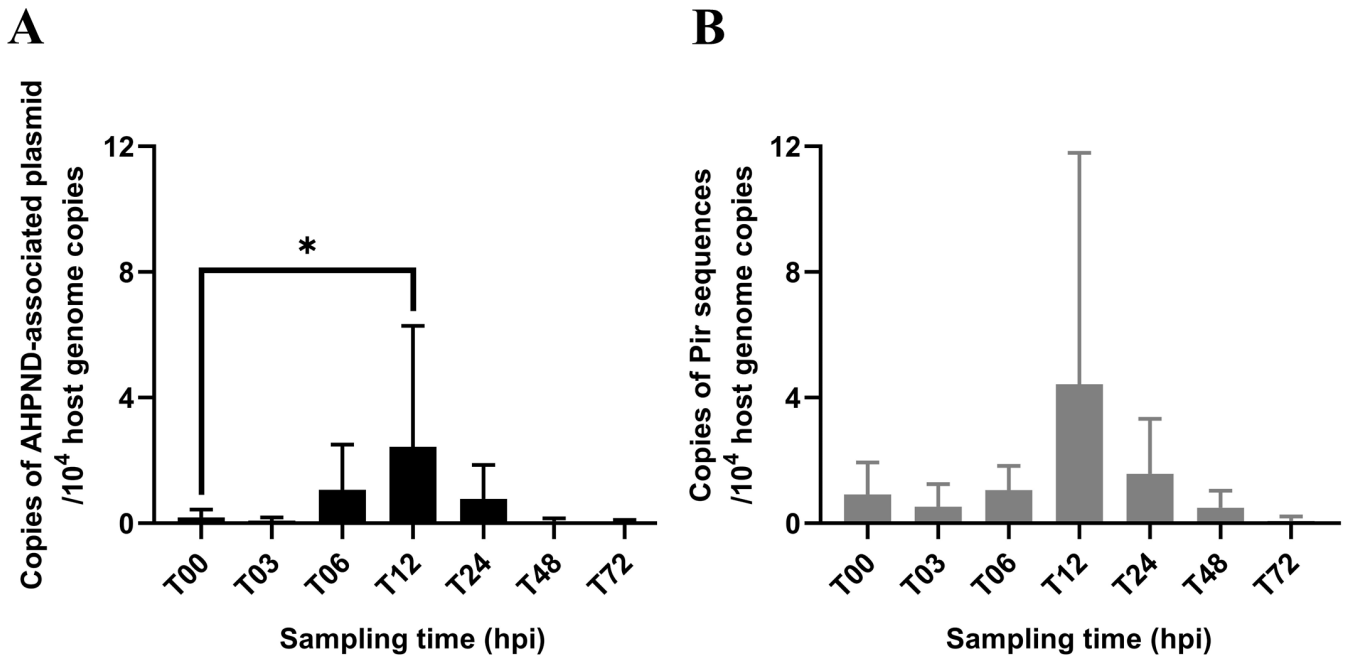 A
Copies of AHPND-associated plasmid
/10⁴ host genome copies
12
8
4
0
*
T00 T03 T06 T12 T24 T48 T72
Sampling time (hpi)
B
Copies of Pir sequences
/10⁴ host genome copies
12
8
4
0
T00 T03 T06 T12 T24 T48 T72
Sampling time (hpi)